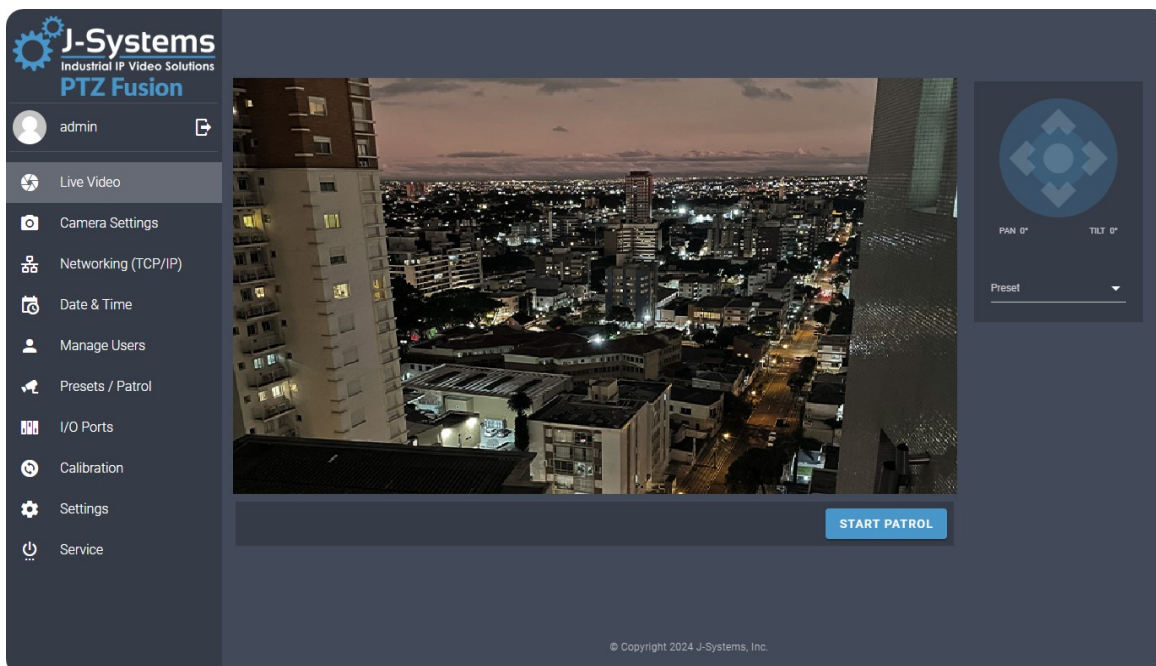 J-Systems
Industrial IP Video Solutions
PTZ Fusion
admin
Live Video
Camera Settings
Networking (TCP/IP)
Date & Time
Manage Users
Presets / Patrol
I/O Ports
Calibration
Settings
Service
PAN 0°
TILT 0°
Preset
START PATROL
© Copyright 2024 J-Systems, Inc.